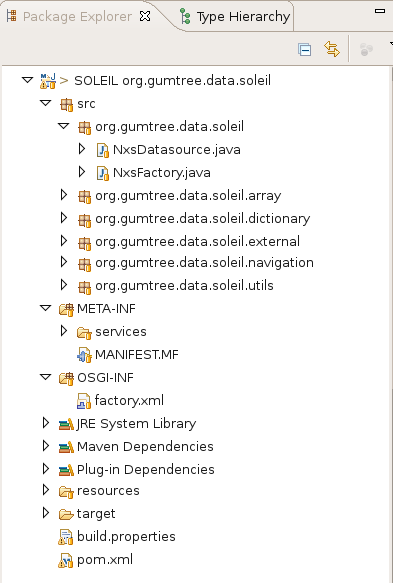 Package Explorer Type Hierarchy
> SOLEIL org.gumtree.data.soleil
src
org.gumtree.data.soleil
NxsDatasource.java
NxsFactory.java
org.gumtree.data.soleil.array
org.gumtree.data.soleil.dictionary
org.gumtree.data.soleil.external
org.gumtree.data.soleil.navigation
org.gumtree.data.soleil.utils
META-INF
services
MANIFEST.MF
OSGI-INF
factory.xml
JRE System Library
Maven Dependencies
Plug-in Dependencies
resources
target
build.properties
pom.xml